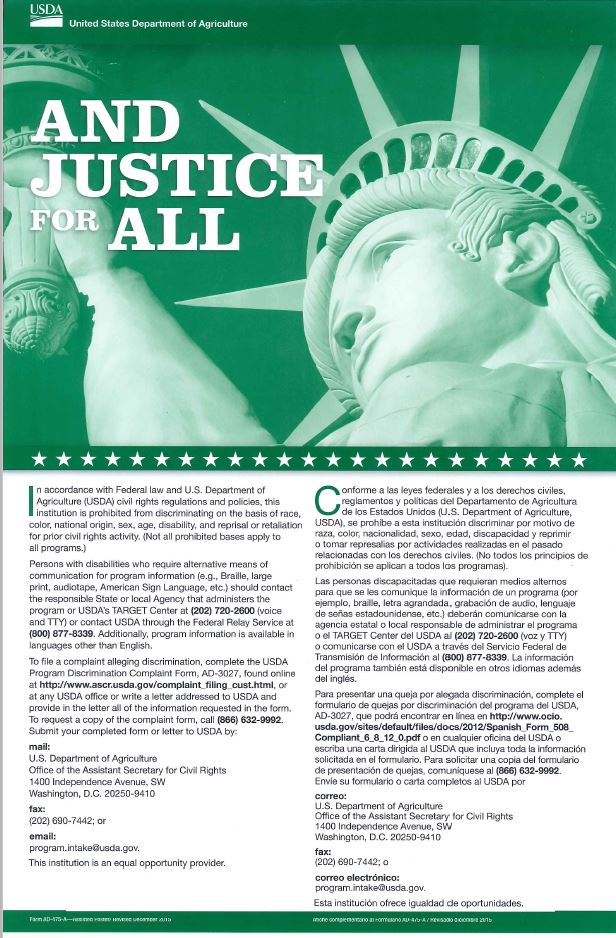 USDA
United States Department of Agriculture
AND
JUSTICE
FOR ALL
In accordance with Federal law and U.S. Department of
Agriculture (USDA) civil rights regulations and policies, this
institution is prohibited from discriminating on the basis of race,
color, national origin, sex, age, disability, and reprisal or retaliation
for prior civil rights activity. (Not all prohibited bases apply to
all programs.)
Persons with disabilities who require alternative means of
communication for program information (e.g., Braille, large
print, audiotape, American Sign Language, etc.) should contact
the responsible State or local Agency that administers the
program or USDA's TARGET Center at (202) 720-2600 (voice
and TTY) or contact USDA through the Federal Relay Service at
(800) 877-8339. Additionally, program information is available in
languages other than English.
To file a complaint alleging discrimination, complete the USDA
Program Discrimination Complaint Form, AD-3027, found online
at http://www.ascr.usda.gov/complaint_filing_cust.html, or
at any USDA office or write a letter addressed to USDA and
provide in the letter all of the information requested in the form.
To request a copy of the complaint form, call (866) 632-9992.
Submit your completed form or letter to USDA by:
mail:
U.S. Department of Agriculture
Office of the Assistant Secretary for Civil Rights
1400 Independence Avenue, SW
Washington, D.C. 20250-9410
fax:
(202) 690-7442; or
email:
program.intake@usda.gov.
This institution is an equal opportunity provider.
Conforme a las leyes federales y a los derechos civiles,
reglamentos y políticas del Departamento de Agricultura
de los Estados Unidos (U.S. Department of Agriculture,
USDA), se prohíbe a esta institución discriminar por motivo de
raza, color, nacionalidad, sexo, edad, discapacidad y reprimir
o tomar represalias por actividades realizadas en el pasado
relacionadas con los derechos civiles. (No todos los principios de
prohibición se aplican a todos los programas).
Las personas discapacitadas que requieran medios alternos
para que se les comunique la información de un programa (por
ejemplo, braille, letra agrandada, grabación de audio, lenguaje
de señas estadounidense, etc.) deberán comunicarse con la
agencia estatal o local responsable de administrar el programa
o el TARGET Center del USDA al (202) 720-2600 (voz y TTY)
o comunicarse con el USDA a través del Servicio Federal de
Transmisión de Información al (800) 877-8339. La información
del programa también está disponible en otros idiomas además
del inglés.
Para presentar una queja por alegada discriminación, complete el
formulario de quejas por discriminación del programa del USDA,
AD-3027, que podrá encontrar en línea en http://www.ocio.
usda.gov/sites/default/files/docs/2012/Spanish_Form_508_
Compliant_6_8_12_0.pdf o en cualquier oficina del USDA o
escriba una carta dirigida al USDA que incluya toda la información
solicitada en el formulario. Para solicitar una copia del formulario
de presentación de quejas, comuníquese al (866) 632-9992.
Envíe su formulario o carta completos al USDA por
correo:
U.S. Department of Agriculture
Office of the Assistant Secretary for Civil Rights
1400 Independence Avenue, SW
Washington, D.C. 20250-9410
fax:
(202) 690-7442; o
correo electrónico:
program.intake@usda.gov.
Esta institución ofrece igualdad de oportunidades.
Form AD-475-A—Assisted Poster/ Revised December 2015
Afiche complementario al Formulario AD-475-A / Revisado diciembre 2015